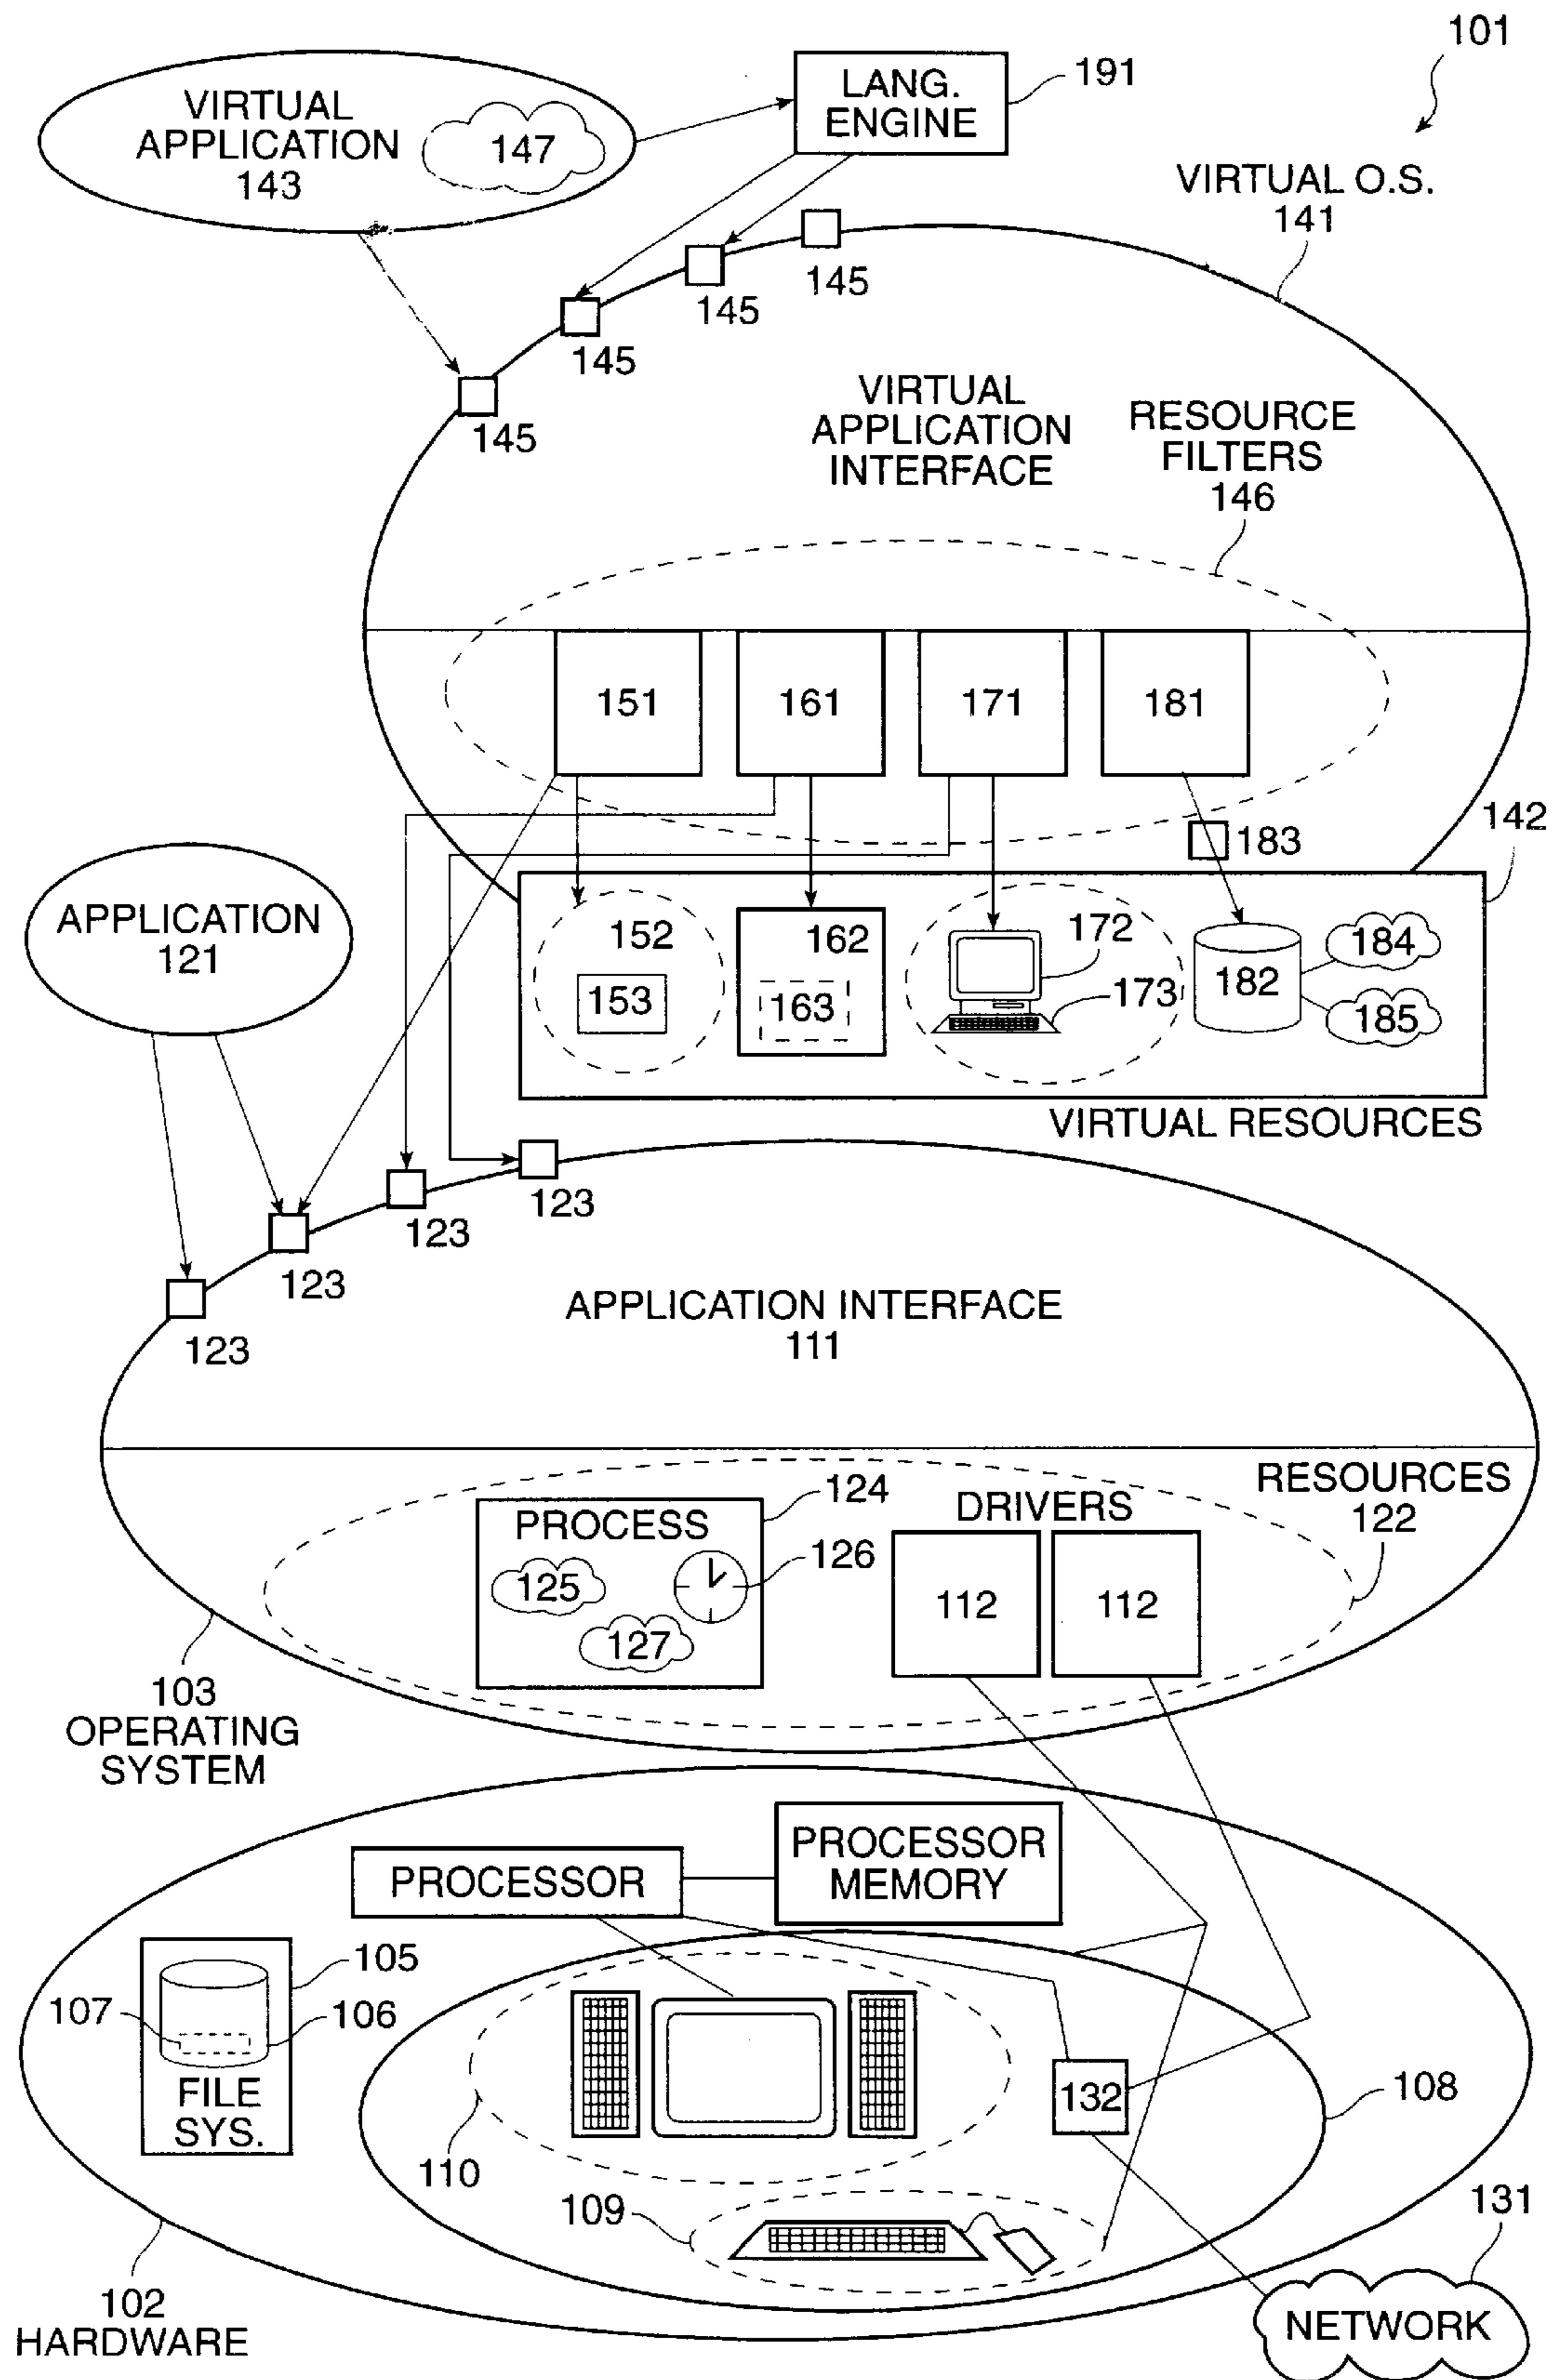 101
LANG.
ENGINE
191
VIRTUAL
APPLICATION
143
147
VIRTUAL O.S.
141
145
145
145
145
VIRTUAL
APPLICATION
INTERFACE
RESOURCE
FILTERS
146
151
161
171
181
183
142
APPLICATION
121
152
153
162
163
172
173
182
184
185
VIRTUAL RESOURCES
123
123
123
123
APPLICATION INTERFACE
111
RESOURCES
122
PROCESS
124
125
126
127
DRIVERS
112
112
103
OPERATING
SYSTEM
PROCESSOR
PROCESSOR
MEMORY
105
106
107
FILE
SYS.
132
108
110
109
131
NETWORK
102
HARDWARE